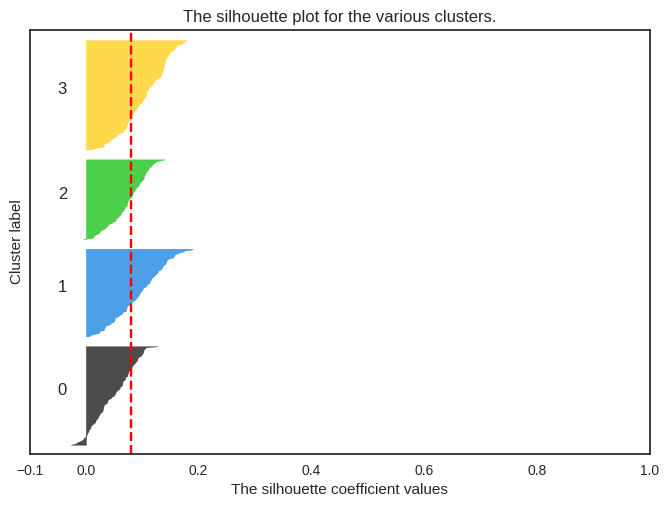 The silhouette plot for the various clusters.
3
2
1
0
Cluster label
−0.1 0.0 0.2 0.4 0.6 0.8 1.0
The silhouette coefficient values